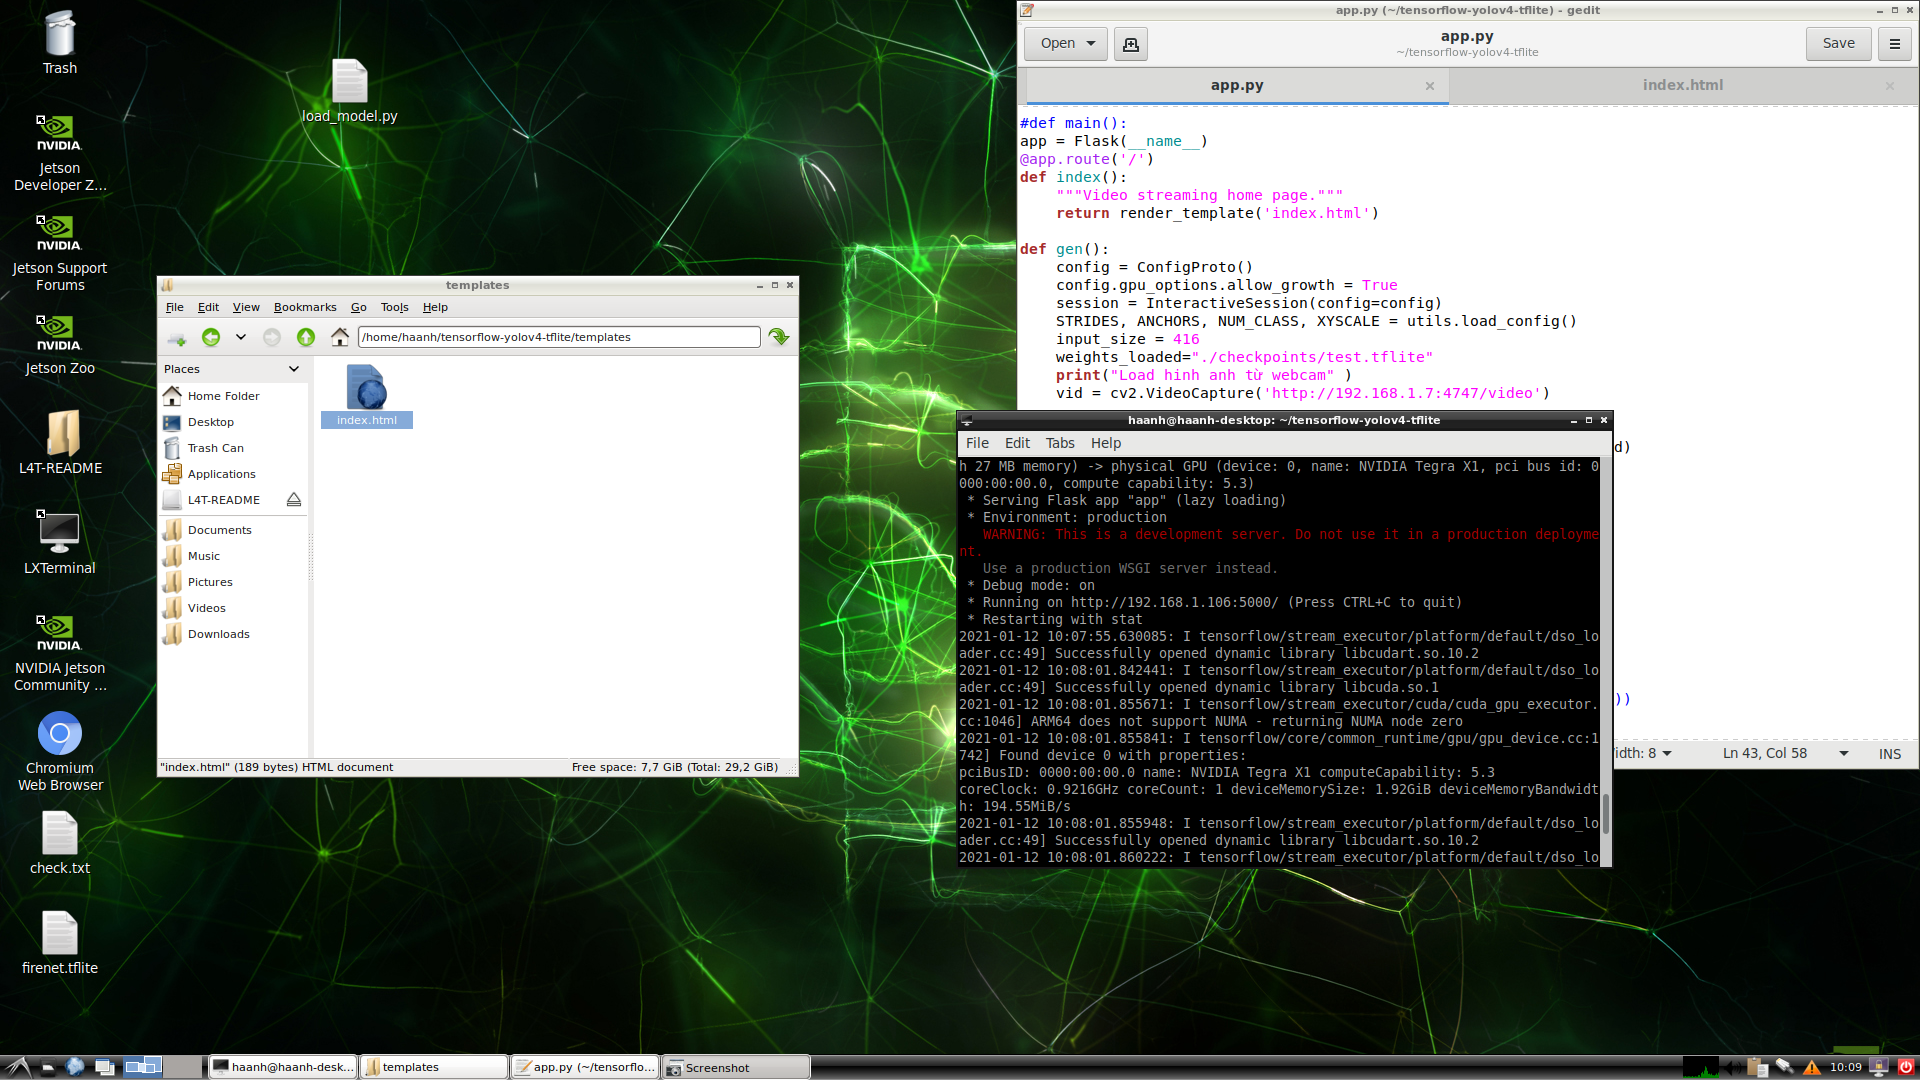 Trash
load_model.py
NVIDIA.
Jetson
Developer Z...
NVIDIA.
Jetson Support
Forums
NVIDIA.
Jetson Zoo
L4T-README
LXTerminal
NVIDIA.
NVIDIA Jetson
Community ...
Chromium
Web Browser
check.txt
firenet.tflite
templates
File Edit View Bookmarks Go Tools Help
/home/haanh/tensorflow-yolov4-tflite/templates
Places
Home Folder
Desktop
Trash Can
Applications
L4T-README
Documents
Music
Pictures
Videos
Downloads
index.html
"index.html" (189 bytes) HTML document
Free space: 7,7 GiB (Total: 29,2 GiB)
app.py (~/tensorflow-yolov4-tflite) - gedit
Open
app.py
~/tensorflow-yolov4-tflite
Save
app.py
index.html
#def main():
app = Flask(__name__)
@app.route('/')
def index():
    """Video streaming home page."""
    return render_template('index.html')
def gen():
    config = ConfigProto()
    config.gpu_options.allow_growth = True
    session = InteractiveSession(config=config)
    STRIDES, ANCHORS, NUM_CLASS, XYSCALE = utils.load_config()
    input_size = 416
    weights_loaded="./checkpoints/test.tflite"
    print("Load hinh anh từ webcam" )
    vid = cv2.VideoCapture('http://192.168.1.7:4747/video')
d)
))
idth: 8
Ln 43, Col 58
INS
haanh@haanh-desktop: ~/tensorflow-yolov4-tflite
File Edit Tabs Help
h 27 MB memory) -> physical GPU (device: 0, name: NVIDIA Tegra X1, pci bus id: 0
000:00:00.0, compute capability: 5.3)
 * Serving Flask app "app" (lazy loading)
 * Environment: production
   WARNING: This is a development server. Do not use it in a production deployme
nt.
   Use a production WSGI server instead.
 * Debug mode: on
 * Running on http://192.168.1.106:5000/ (Press CTRL+C to quit)
 * Restarting with stat
2021-01-12 10:07:55.630085: I tensorflow/stream_executor/platform/default/dso_lo
ader.cc:49] Successfully opened dynamic library libcudart.so.10.2
2021-01-12 10:08:01.842441: I tensorflow/stream_executor/platform/default/dso_lo
ader.cc:49] Successfully opened dynamic library libcuda.so.1
2021-01-12 10:08:01.855671: I tensorflow/stream_executor/cuda/cuda_gpu_executor.
cc:1046] ARM64 does not support NUMA - returning NUMA node zero
2021-01-12 10:08:01.855841: I tensorflow/core/common_runtime/gpu/gpu_device.cc:1
742] Found device 0 with properties:
pciBusID: 0000:00:00.0 name: NVIDIA Tegra X1 computeCapability: 5.3
coreClock: 0.9216GHz coreCount: 1 deviceMemorySize: 1.92GiB deviceMemoryBandwidt
h: 194.55MiB/s
2021-01-12 10:08:01.855948: I tensorflow/stream_executor/platform/default/dso_lo
ader.cc:49] Successfully opened dynamic library libcudart.so.10.2
2021-01-12 10:08:01.860222: I tensorflow/stream_executor/platform/default/dso_lo
haanh@haanh-desk...
templates
app.py (~/tensorflo...
Screenshot
10:09